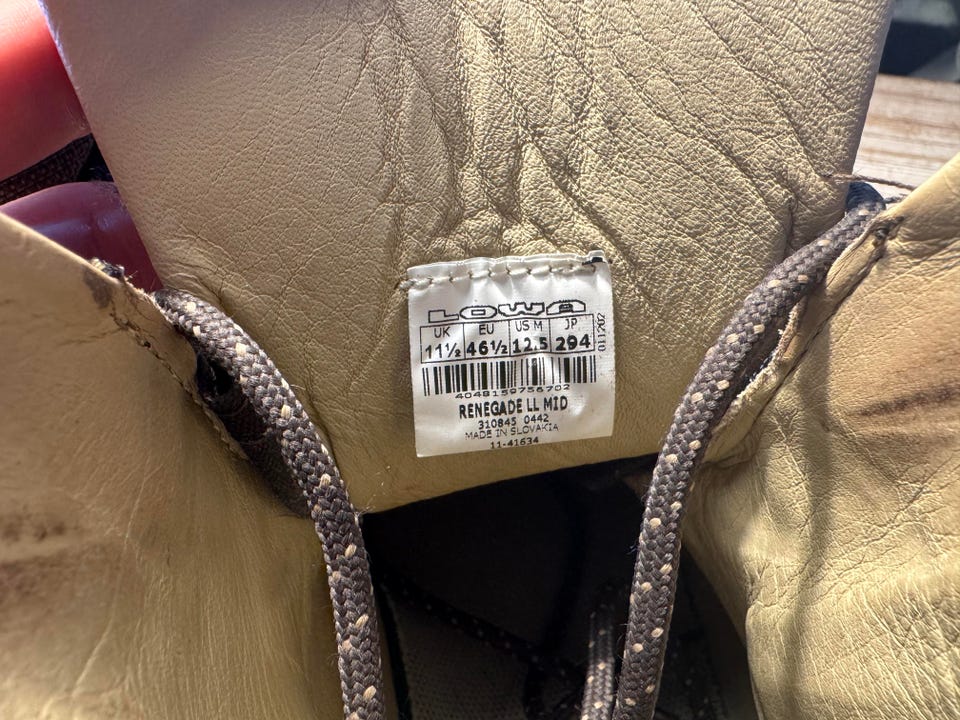 LOWA
UK EU US M JP
11½ 46½ 12.5 294
011202
4048159756702
RENEGADE LL MID
310845 0442
MADE IN SLOVAKIA
11-41634